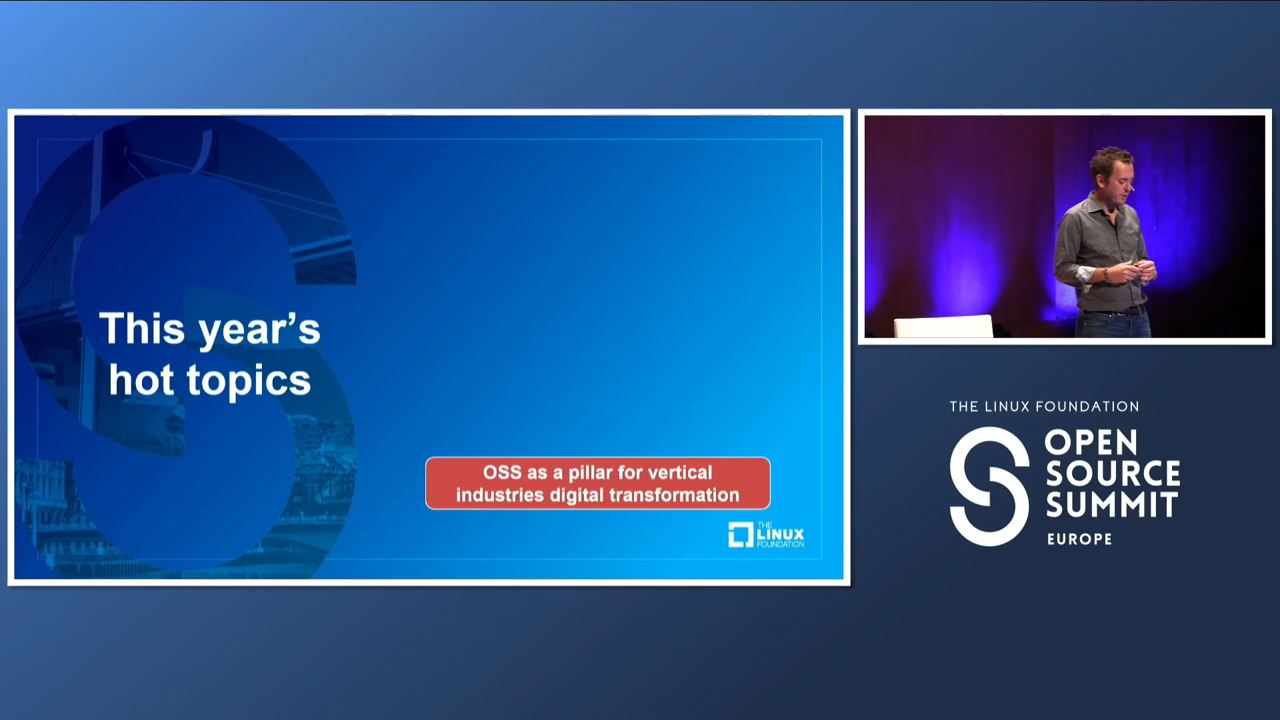 This year’s
hot topics
OSS as a pillar for vertical
industries digital transformation
THE
LINUX
FOUNDATION
THE LINUX FOUNDATION
OPEN
SOURCE
SUMMIT
EUROPE